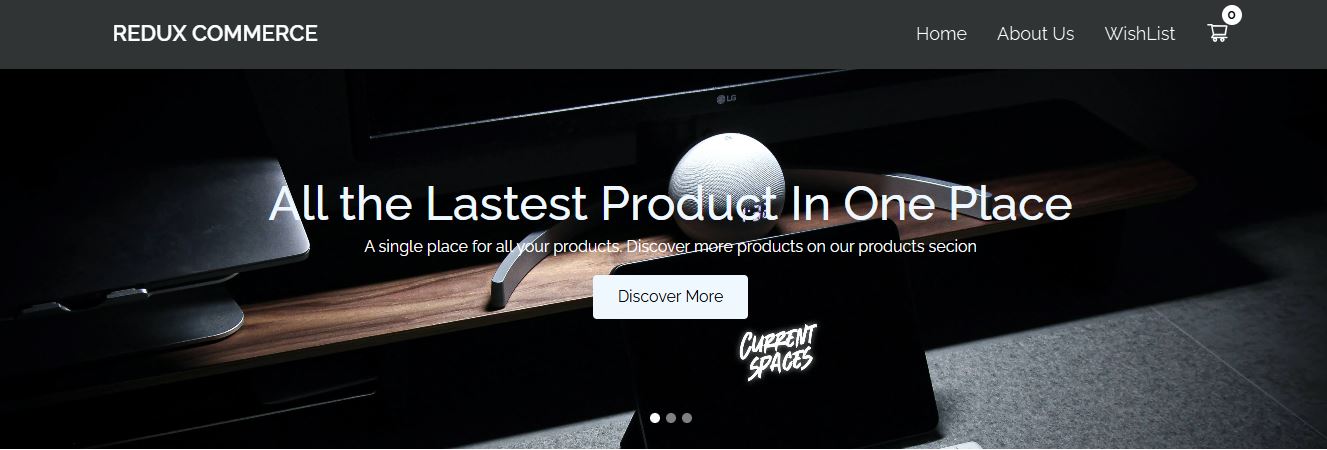 REDUX COMMERCE
Home About Us WishList 0
LG
All the Lastest Product In One Place
A single place for all your products. Discover more products on our products secion
Discover More
CURRENT
SPACES